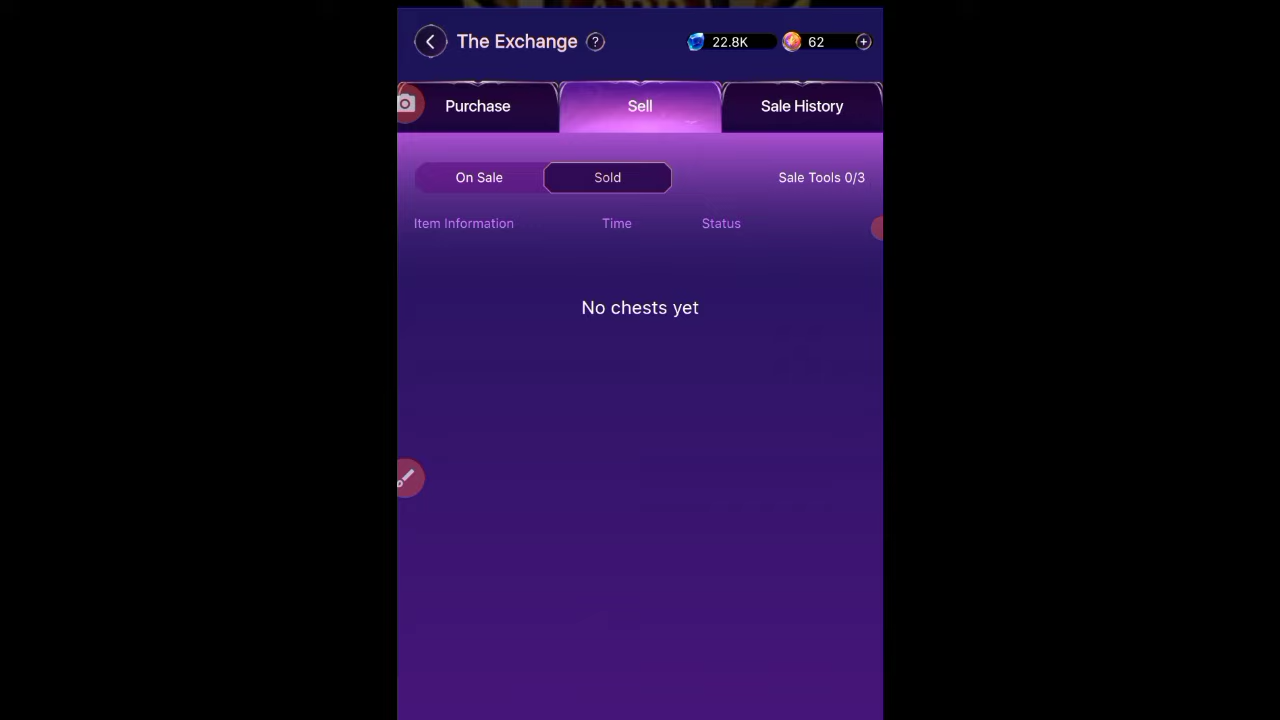 The Exchange ? 22.8K 62 +
Purchase Sell Sale History
On Sale Sold Sale Tools 0/3
Item Information Time Status
No chests yet